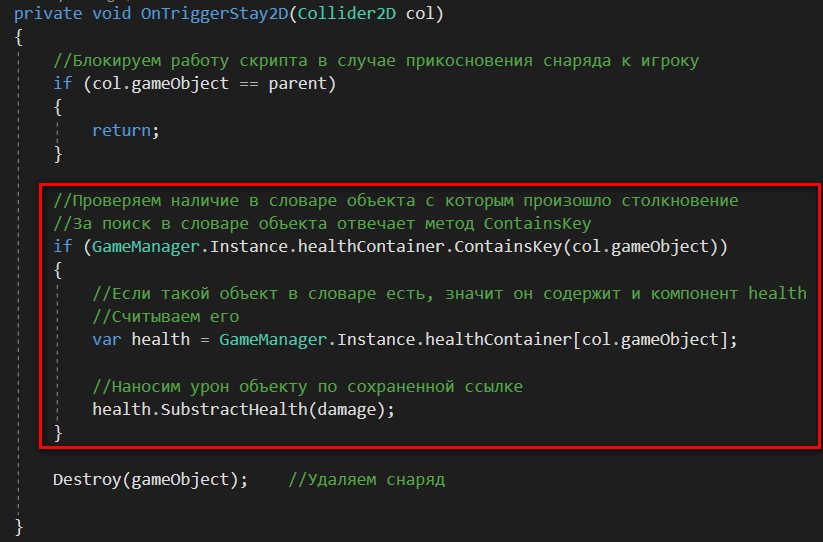 private void OnTriggerStay2D(Collider2D col)
{
//Блокируем работу скрипта в случае прикосновения снаряда к игроку
if (col.gameObject == parent)
{
return;
}
//Проверяем наличие в словаре объекта с которым произошло столкновение
//За поиск в словаре объекта отвечает метод ContainsKey
if (GameManager.Instance.healthContainer.ContainsKey(col.gameObject))
{
//Если такой объект в словаре есть, значит он содержит и компонент health
//Считываем его
var health = GameManager.Instance.healthContainer[col.gameObject];
//Наносим урон объекту по сохраненной ссылке
health.SubstractHealth(damage);
}
Destroy(gameObject);    //Удаляем снаряд
}